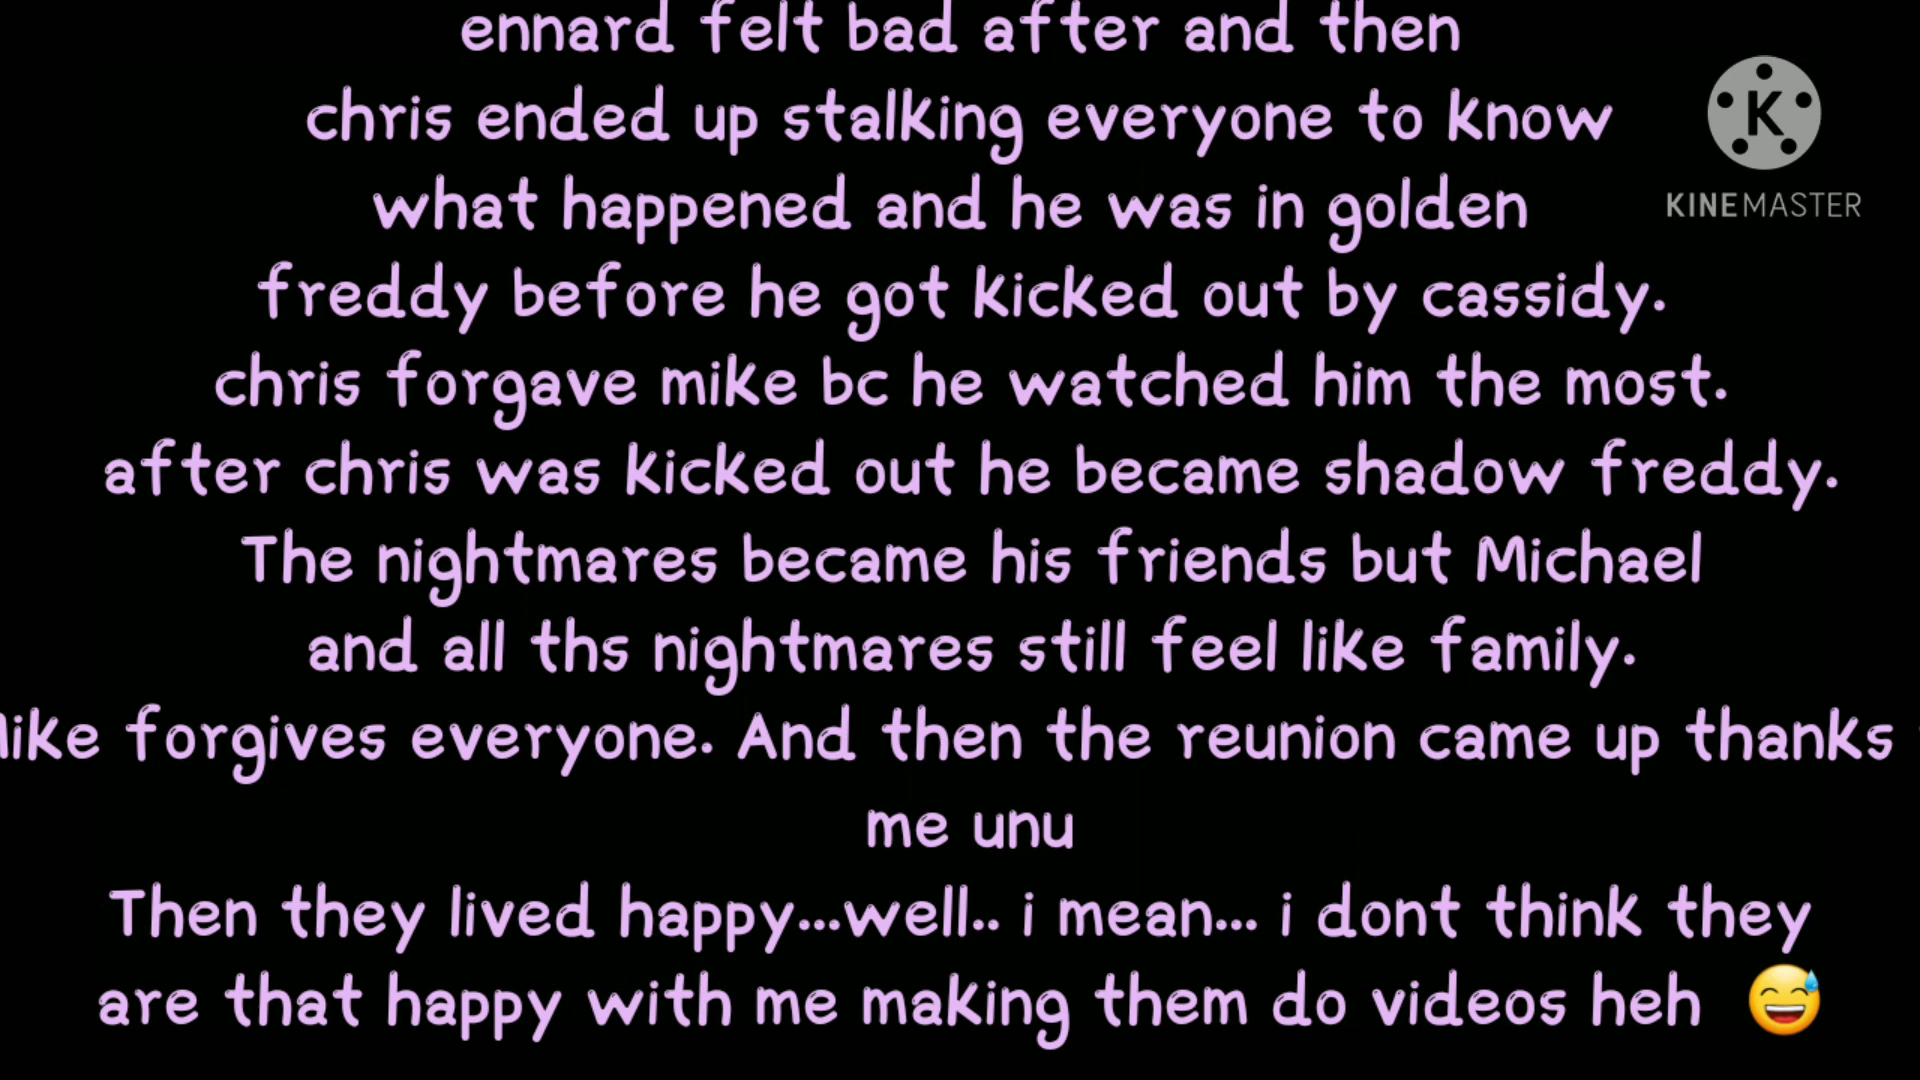 ennard felt bad after and then
chris ended up stalking everyone to know
what happened and he was in golden
freddy before he got kicked out by cassidy.
chris forgave mike bc he watched him the most.
after chris was kicked out he became shadow freddy.
The nightmares became his friends but Michael
and all ths nightmares still feel like family.
forgives everyone. And then the reunion came up thanks
me unu
Then they lived happy...well.. i mean... i dont think they
are that happy with me making them do videos heh 😅
K
KINEMASTER